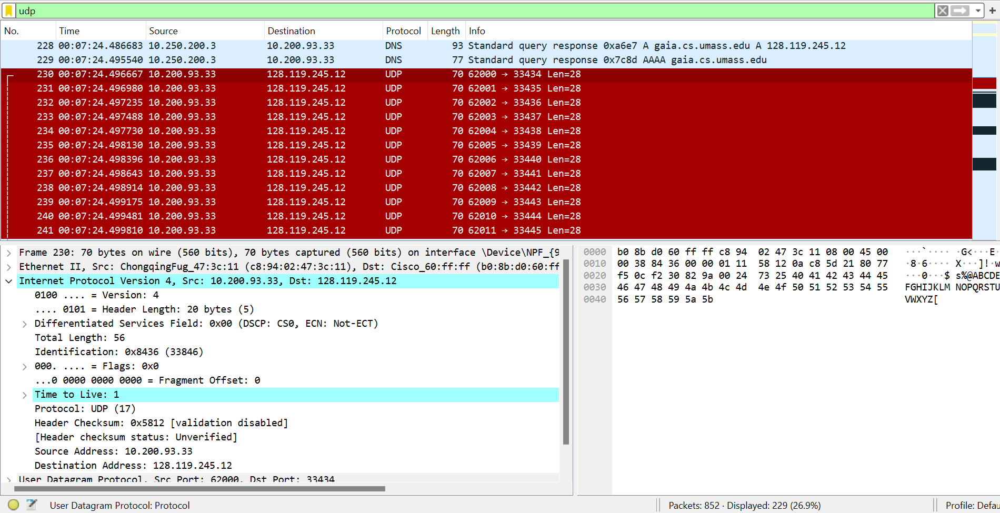 udp
No. Time Source Destination Protocol Length Info
228 00:07:24.486683 10.250.200.3 10.200.93.33 DNS 93 Standard query response 0xa6e7 A gaia.cs.umass.edu A 128.119.245.12
229 00:07:24.495540 10.250.200.3 10.200.93.33 DNS 77 Standard query response 0x7c8d AAAA gaia.cs.umass.edu
230 00:07:24.496667 10.200.93.33 128.119.245.12 UDP 70 62000 → 33434 Len=28
231 00:07:24.496980 10.200.93.33 128.119.245.12 UDP 70 62001 → 33435 Len=28
232 00:07:24.497235 10.200.93.33 128.119.245.12 UDP 70 62002 → 33436 Len=28
233 00:07:24.497488 10.200.93.33 128.119.245.12 UDP 70 62003 → 33437 Len=28
234 00:07:24.497730 10.200.93.33 128.119.245.12 UDP 70 62004 → 33438 Len=28
235 00:07:24.498130 10.200.93.33 128.119.245.12 UDP 70 62005 → 33439 Len=28
236 00:07:24.498396 10.200.93.33 128.119.245.12 UDP 70 62006 → 33440 Len=28
237 00:07:24.498643 10.200.93.33 128.119.245.12 UDP 70 62007 → 33441 Len=28
238 00:07:24.498914 10.200.93.33 128.119.245.12 UDP 70 62008 → 33442 Len=28
239 00:07:24.499175 10.200.93.33 128.119.245.12 UDP 70 62009 → 33443 Len=28
240 00:07:24.499481 10.200.93.33 128.119.245.12 UDP 70 62010 → 33444 Len=28
241 00:07:24.499810 10.200.93.33 128.119.245.12 UDP 70 62011 → 33445 Len=28
Frame 230: 70 bytes on wire (560 bits), 70 bytes captured (560 bits) on interface \Device\NPF_{9
Ethernet II, Src: ChongqingFug_47:3c:11 (c8:94:02:47:3c:11), Dst: Cisco_60:ff:ff (b0:8b:d0:60:ff
Internet Protocol Version 4, Src: 10.200.93.33, Dst: 128.119.245.12
0100 .... = Version: 4
.... 0101 = Header Length: 20 bytes (5)
Differentiated Services Field: 0x00 (DSCP: CS0, ECN: Not-ECT)
Total Length: 56
Identification: 0x8436 (33846)
000. .... = Flags: 0x0
...0 0000 0000 0000 = Fragment Offset: 0
Time to Live: 1
Protocol: UDP (17)
Header Checksum: 0x5812 [validation disabled]
[Header checksum status: Unverified]
Source Address: 10.200.93.33
Destination Address: 128.119.245.12
User Datagram Protocol, Src Port: 62000, Dst Port: 33434
0000 b0 8b d0 60 ff ff c8 94 02 47 3c 11 08 00 45 00 ···`···· ·G<···E·
0010 00 38 84 36 00 00 01 11 58 12 0a c8 5d 21 80 77 ·8·6···· X···]!·w
0020 f5 0c f2 30 82 9a 00 24 73 25 40 41 42 43 44 45 ···0···$ s%@ABCDE
0030 46 47 48 49 4a 4b 4c 4d 4e 4f 50 51 52 53 54 55 FGHIJKLM NOPQRSTU
0040 56 57 58 59 5a 5b VWXYZ[
User Datagram Protocol: Protocol
Packets: 852 · Displayed: 229 (26.9%)
Profile: Defau